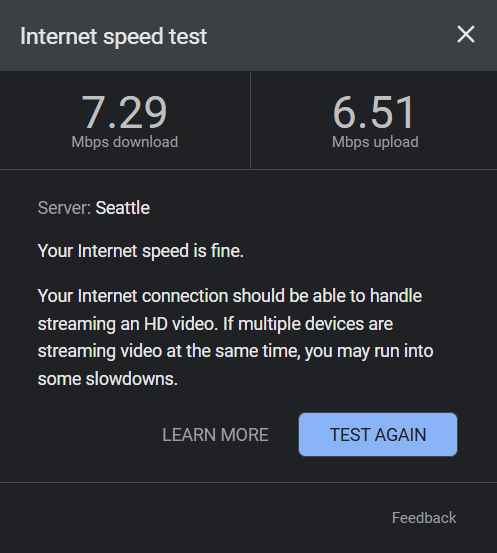 Internet speed test
7.29
Mbps download
6.51
Mbps upload
Server: Seattle
Your Internet speed is fine.
Your Internet connection should be able to handle
streaming an HD video. If multiple devices are
streaming video at the same time, you may run into
some slowdowns.
LEARN MORE
TEST AGAIN
Feedback